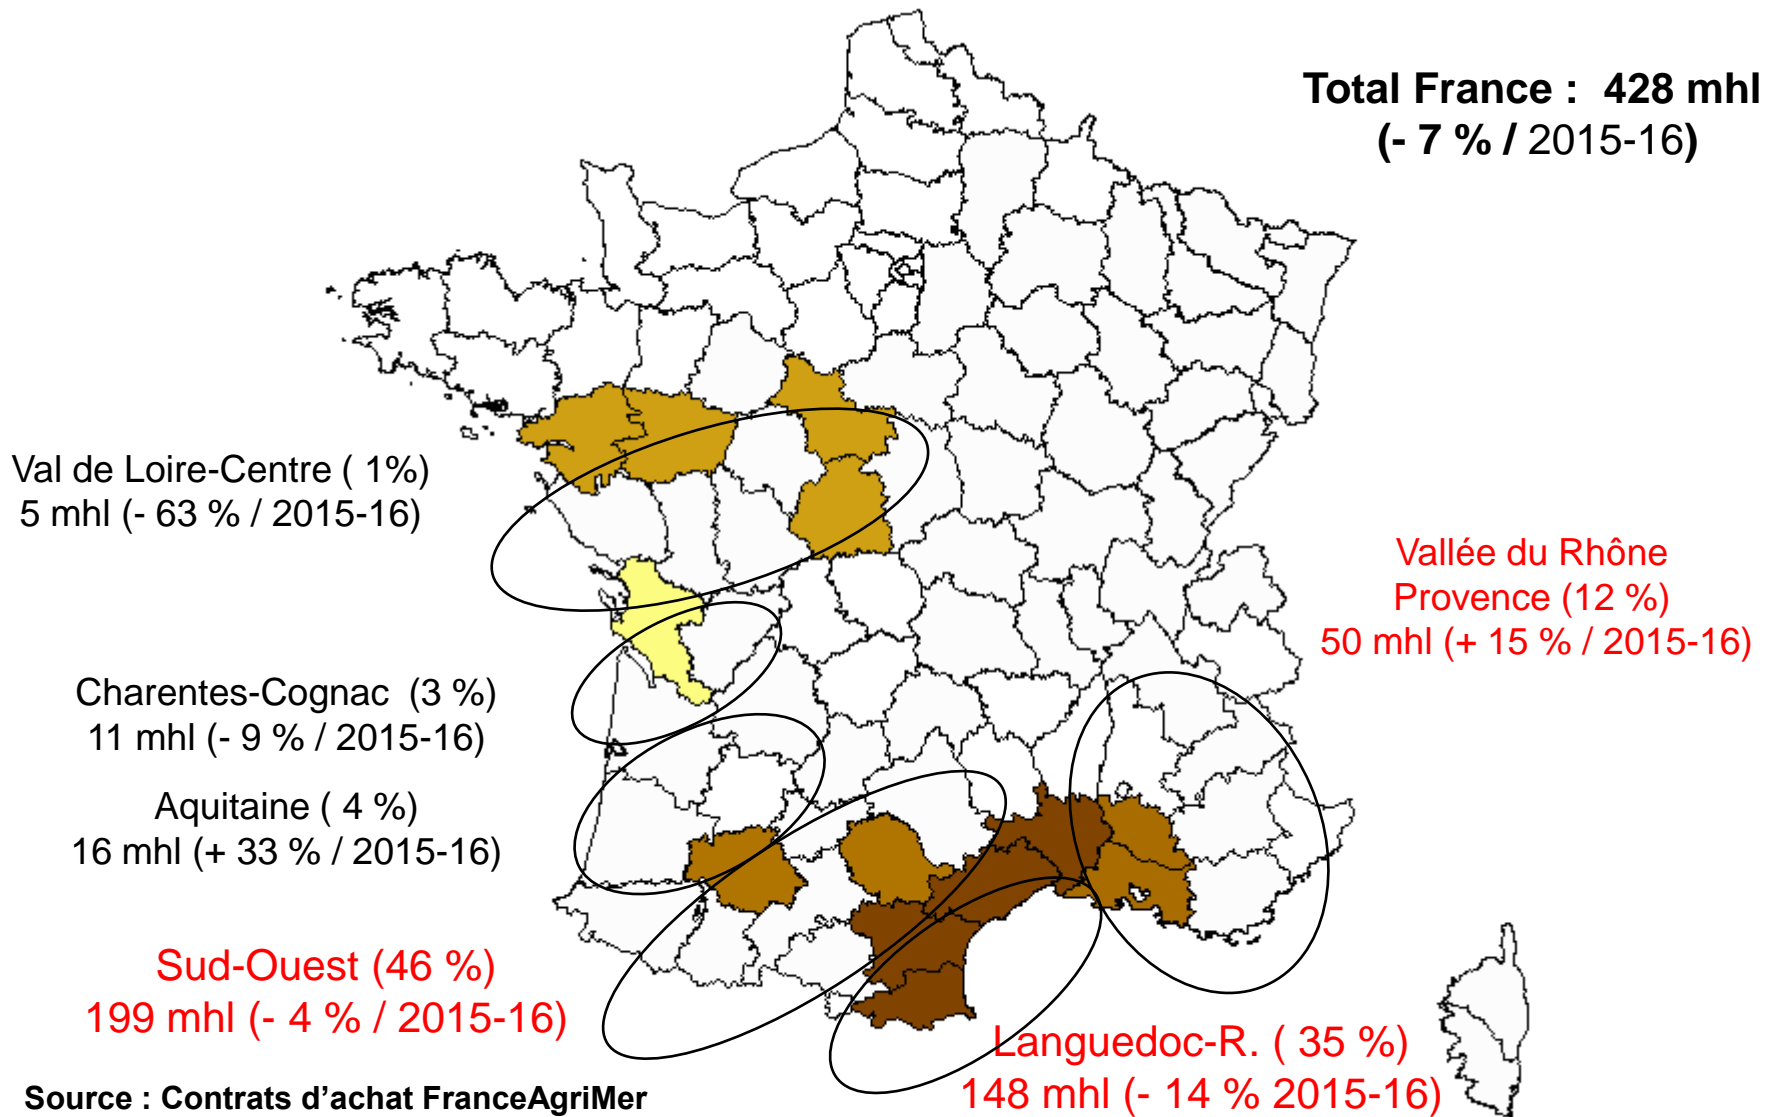 Total France : 428 mhl
(- 7 % / 2015-16)
Val de Loire-Centre ( 1%)
5 mhl (- 63 % / 2015-16)
Vallée du Rhône
Provence (12 %)
50 mhl (+ 15 % / 2015-16)
Charentes-Cognac (3 %)
11 mhl (- 9 % / 2015-16)
Aquitaine ( 4 %)
16 mhl (+ 33 % / 2015-16)
Sud-Ouest (46 %)
199 mhl (- 4 % / 2015-16)
Languedoc-R. ( 35 %)
148 mhl (- 14 % 2015-16)
Source : Contrats d’achat FranceAgriMer